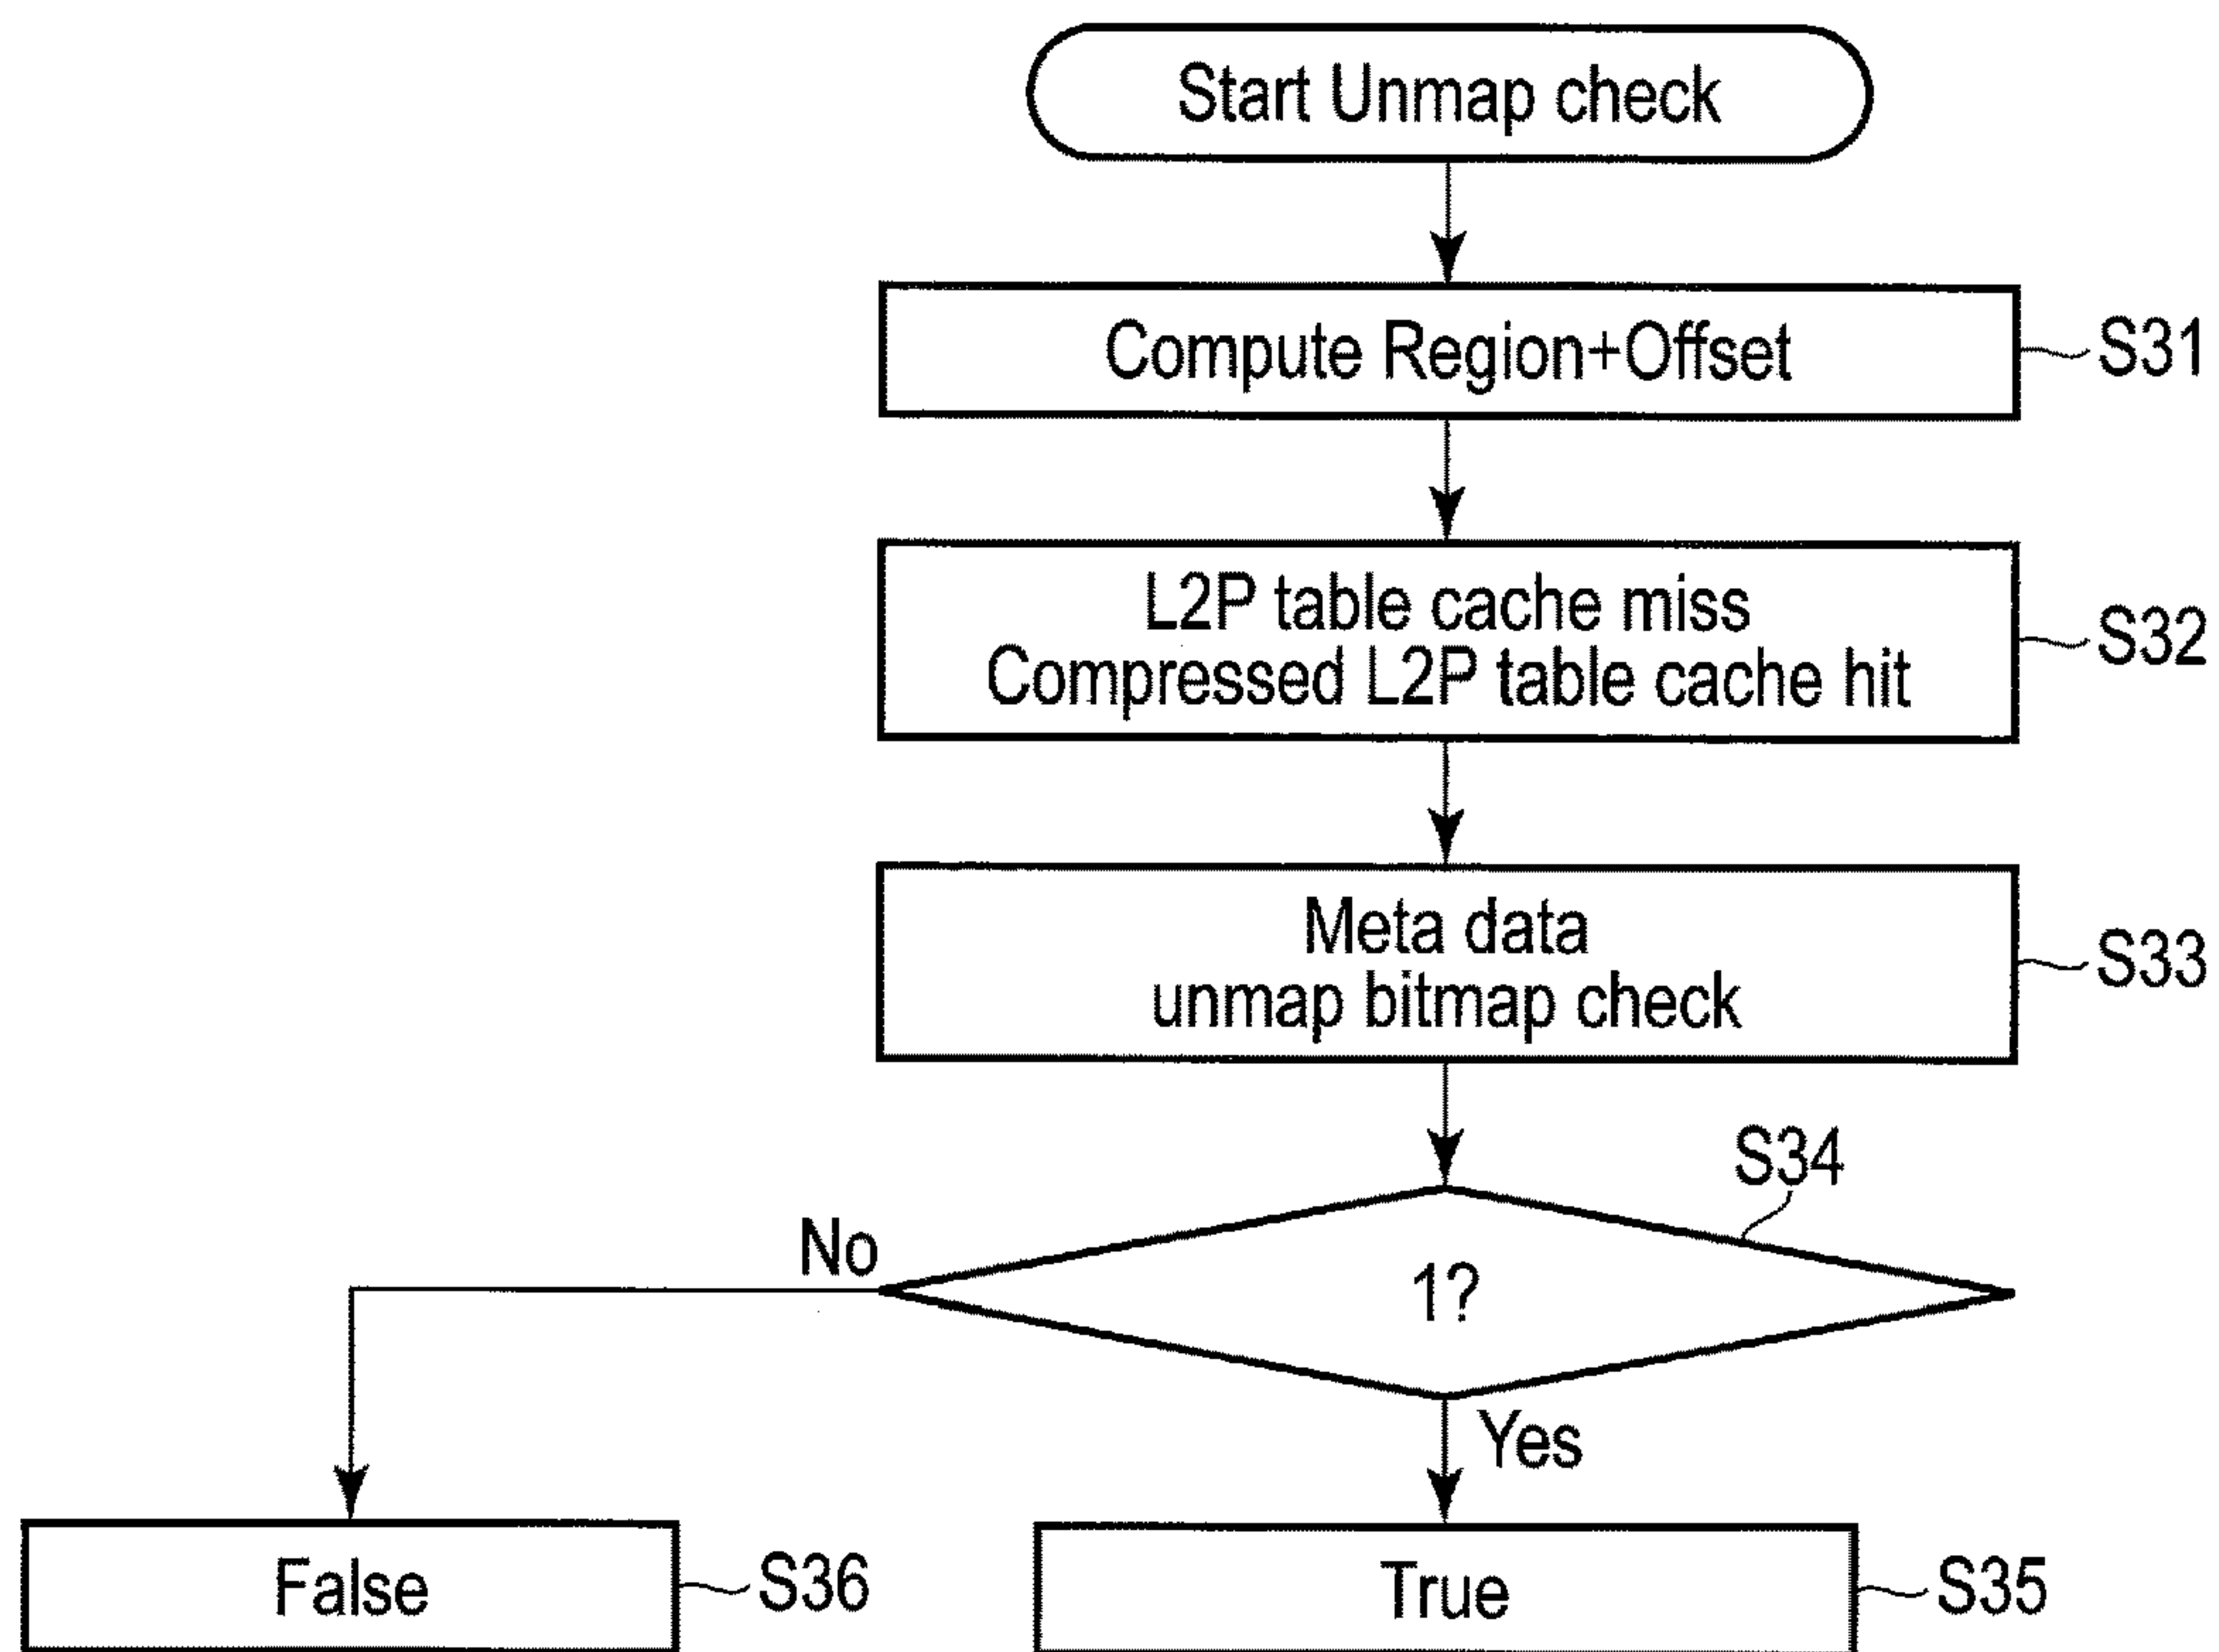 Start Unmap check
Compute Region+Offset
S31
L2P table cache miss
Compressed L2P table cache hit
S32
Meta data
unmap bitmap check
S33
S34
No
1?
Yes
False
S36
True
S35